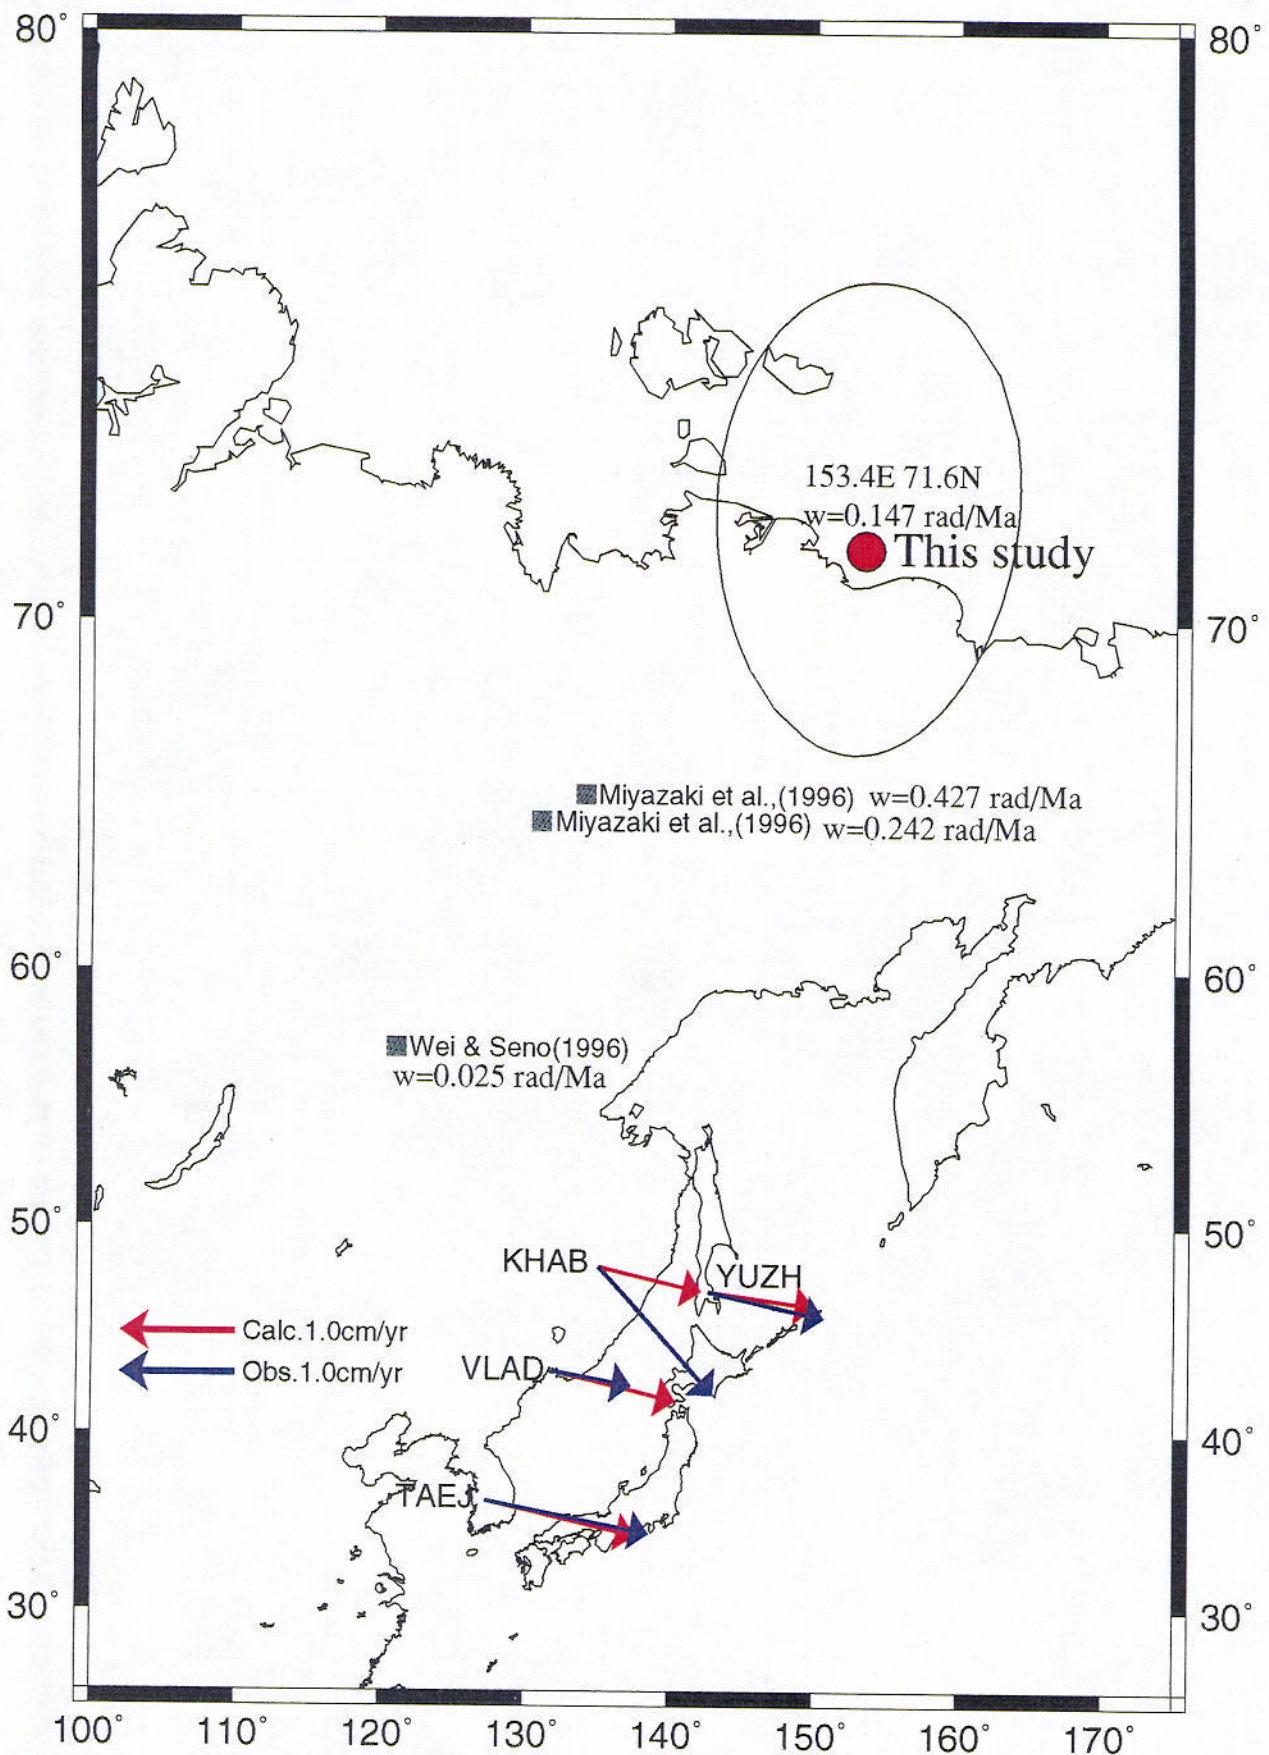 80° 80°
153.4E 71.6N
w=0.147 rad/Ma
This study
70° 70°
Miyazaki et al.,(1996) w=0.427 rad/Ma
Miyazaki et al.,(1996) w=0.242 rad/Ma
60° 60°
Wei & Seno(1996)
w=0.025 rad/Ma
50° 50°
KHAB
YUZH
Calc.1.0cm/yr
VLAD
Obs.1.0cm/yr
40° 40°
TAEJ
30° 30°
100° 110° 120° 130° 140° 150° 160° 170°